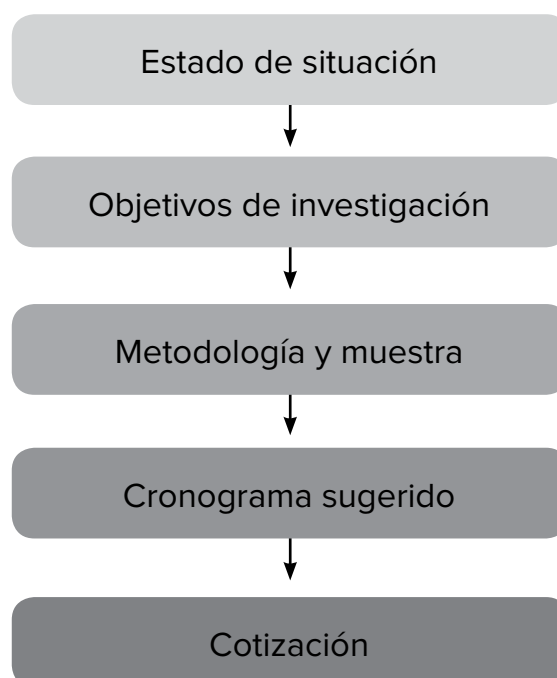 Estado de situación
Objetivos de investigación
Metodología y muestra
Cronograma sugerido
Cotización